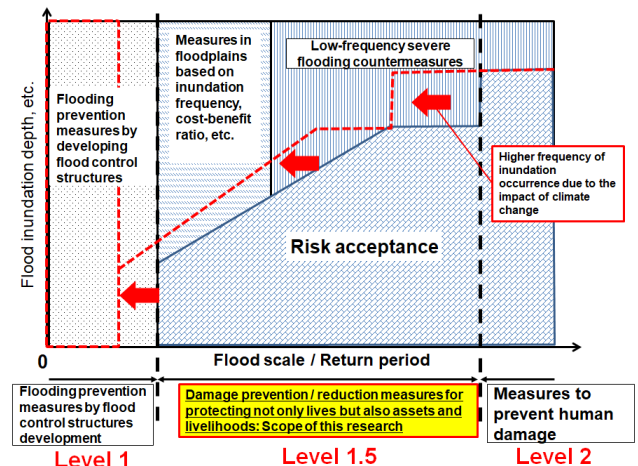 Flood inundation depth, etc.
Flooding
prevention
measures by
developing
flood control
structures
Measures in
floodplains
based on
inundation
frequency,
cost-benefit
ratio, etc.
Low-frequency severe
flooding countermeasures
Higher frequency of
inundation
occurrence due to the
impact of climate
change
Risk acceptance
0
Flood scale / Return period
Flooding prevention
measures by flood
control structures
development
Damage prevention / reduction measures for
protecting not only lives but also assets and
livelihoods: Scope of this research
Measures to
prevent human
damage
Level 1
Level 1.5
Level 2